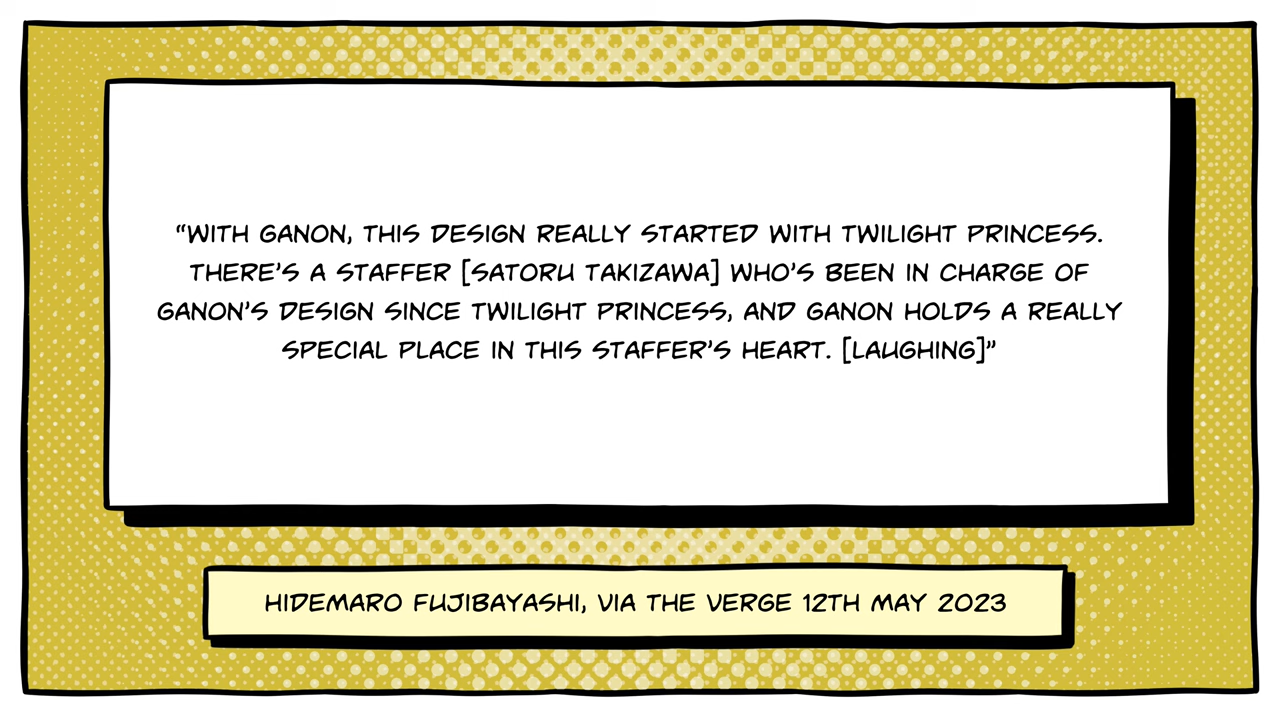 “WITH GANON, THIS DESIGN REALLY STARTED WITH TWILIGHT PRINCESS.
THERE’S A STAFFER [SATORU TAKIZAWA] WHO’S BEEN IN CHARGE OF
GANON’S DESIGN SINCE TWILIGHT PRINCESS, AND GANON HOLDS A REALLY
SPECIAL PLACE IN THIS STAFFER’S HEART. [LAUGHING]”
HIDEMARO FUJIBAYASHI, VIA THE VERGE 12TH MAY 2023